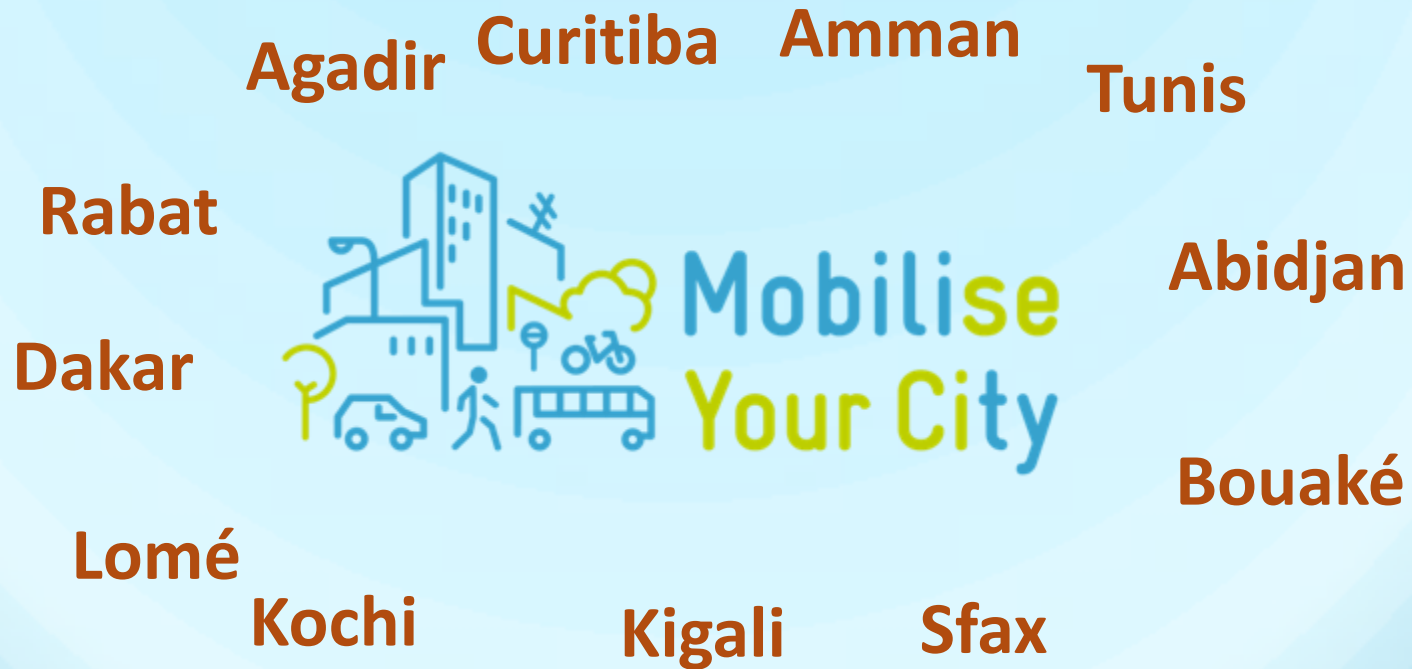 Agadir
Curitiba
Amman
Tunis
Rabat
Abidjan
Mobilise
Your City
Dakar
Bouaké
Lomé
Kochi
Kigali
Sfax